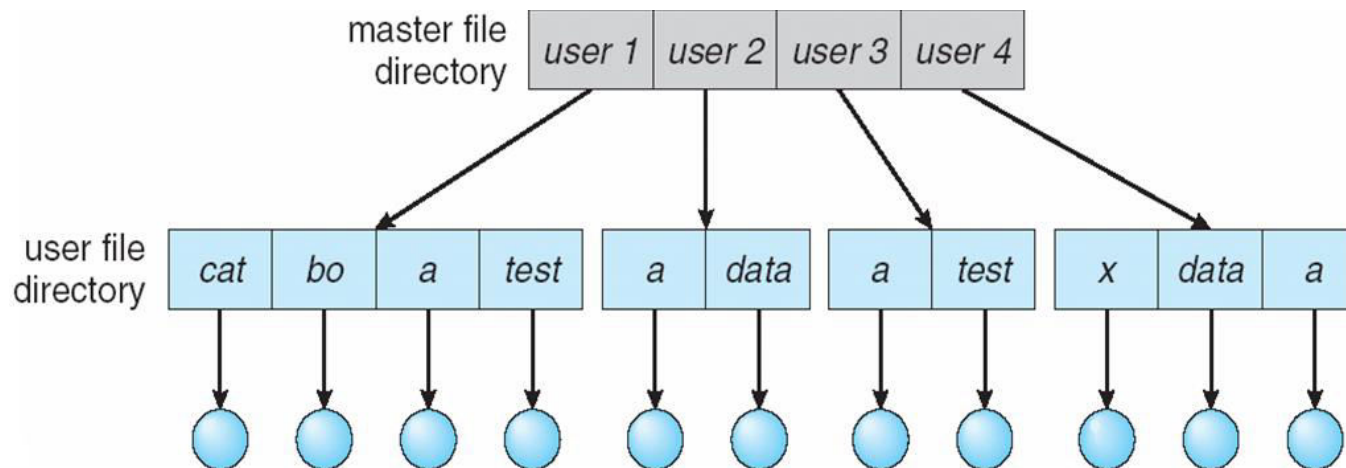 master file
directory
user 1 user 2 user 3 user 4
user file
directory
cat bo a test a data a test x data a